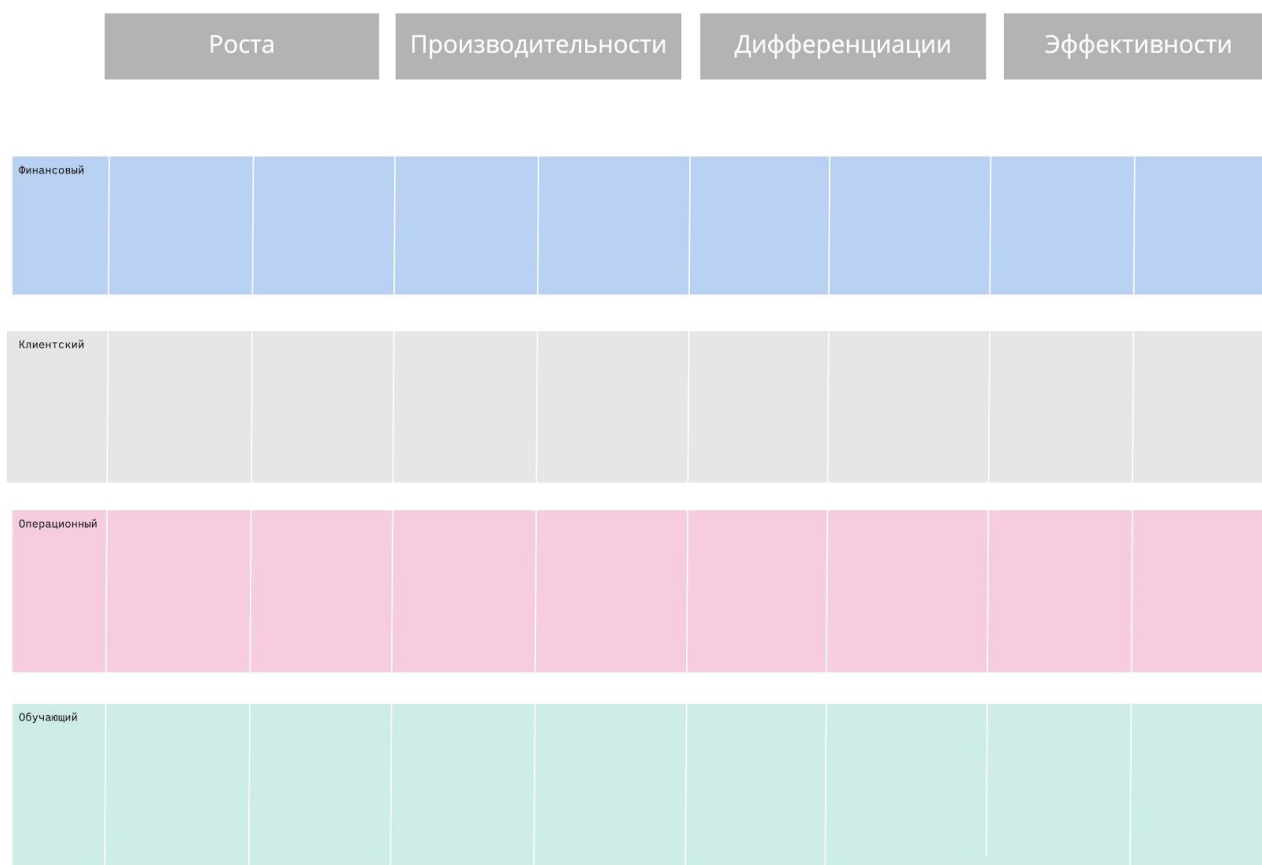 Роста
Производительности
Дифференциации
Эффективности
Финансовый
Клиентский
Операционный
Обучающий